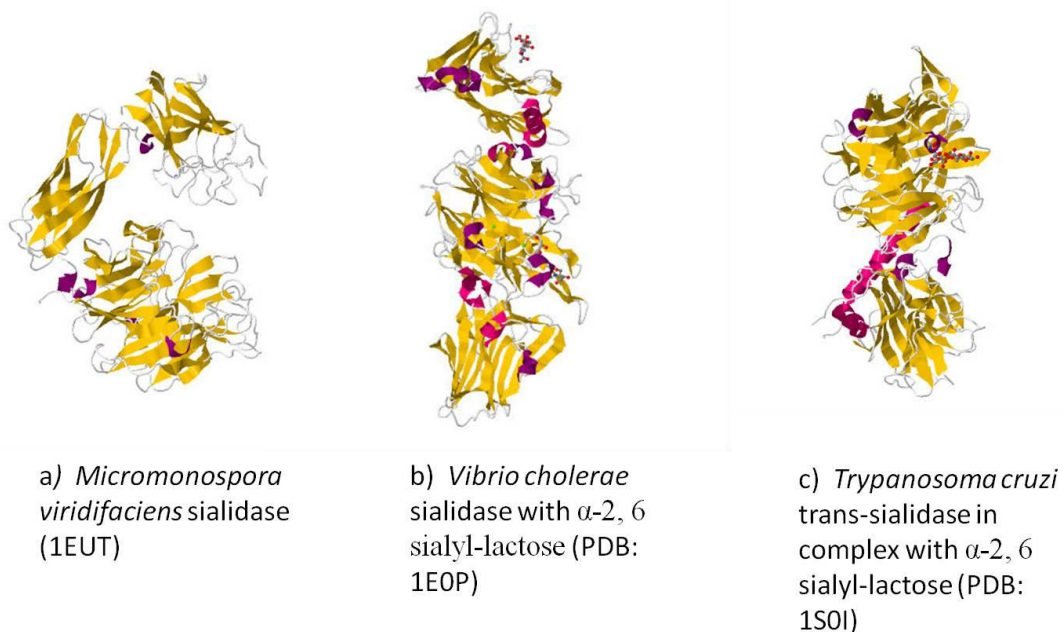 a) Micromonospora
viridifaciens sialidase
(1EUT)
b) Vibrio cholerae
sialidase with α-2, 6
sialyl-lactose (PDB:
1E0P)
c) Trypanosoma cruzi
trans-sialidase in
complex with α-2, 6
sialyl-lactose (PDB:
1S0I)